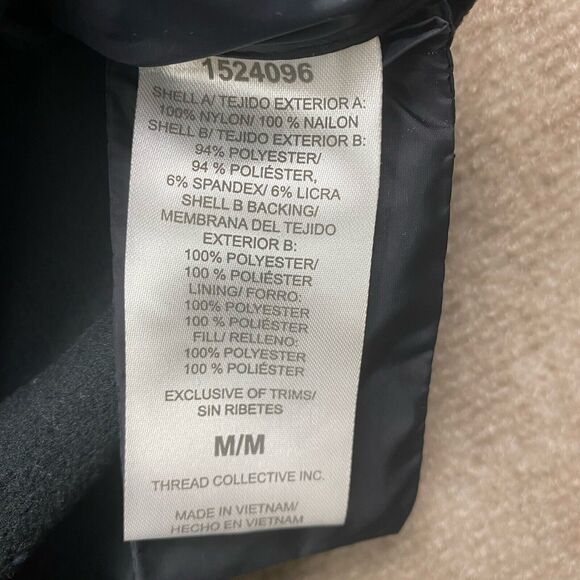 1524096
SHELL A/ TEJIDO EXTERIOR A:
100% NYLON/ 100 % NAILON
SHELL B/ TEJIDO EXTERIOR B:
94% POLYESTER/
94 % POLIÉSTER,
6% SPANDEX/ 6% LICRA
SHELL B BACKING/
MEMBRANA DEL TEJIDO
EXTERIOR B:
100% POLYESTER/
100 % POLIÉSTER
LINING/ FORRO:
100% POLYESTER
100 % POLIÉSTER
FILL/ RELLENO:
100% POLYESTER
100 % POLIÉSTER
EXCLUSIVE OF TRIMS/
SIN RIBETES
M/M
THREAD COLLECTIVE INC.
MADE IN VIETNAM/
HECHO EN VIETNAM